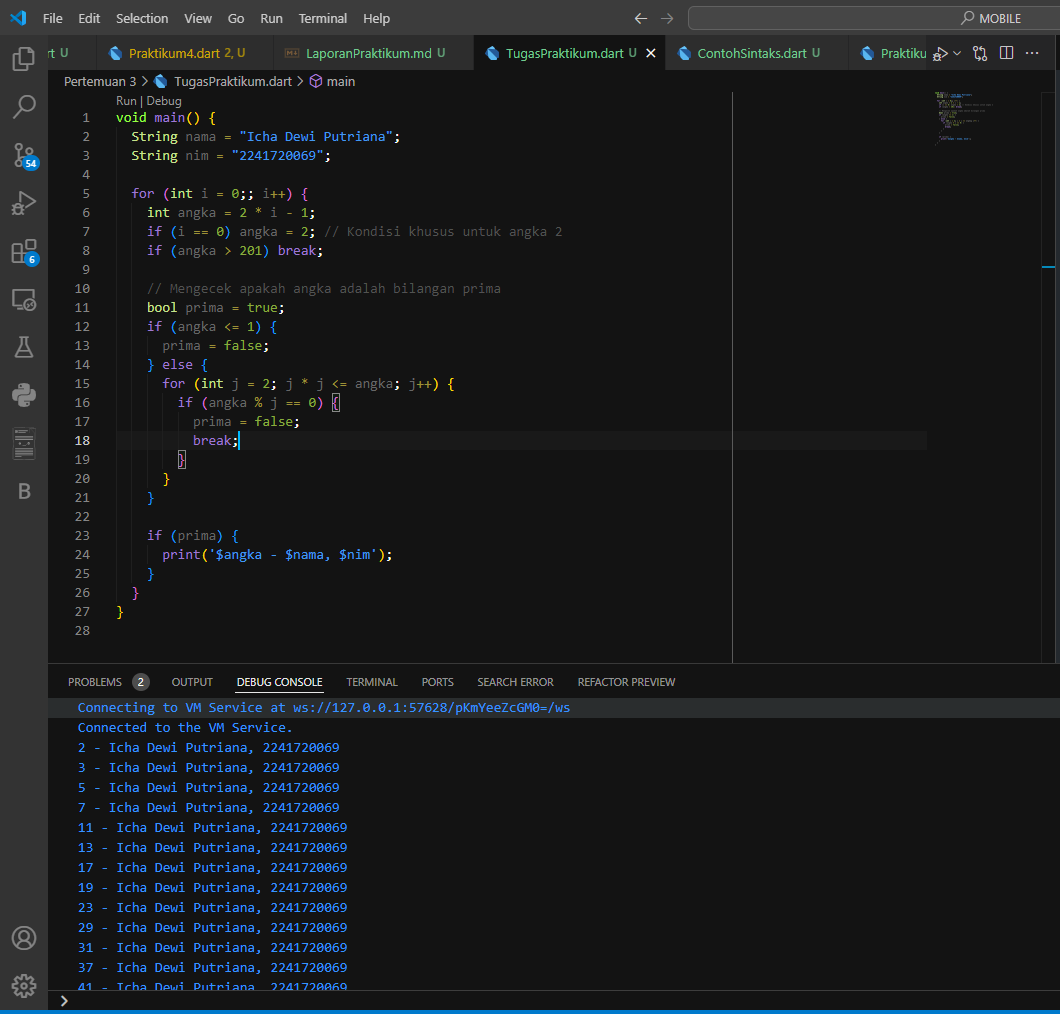 File Edit Selection View Go Run Terminal Help MOBILE
rt U Praktikum4.dart 2, U LaporanPraktikum.md U TugasPraktikum.dart U ContohSintaks.dart U Praktiku
Pertemuan 3 > TugasPraktikum.dart > main
Run | Debug
1 void main() {
2 String nama = "Icha Dewi Putriana";
3 String nim = "2241720069";
4
5 for (int i = 0;; i++) {
6 int angka = 2 * i - 1;
7 if (i == 0) angka = 2; // Kondisi khusus untuk angka 2
8 if (angka > 201) break;
9
10 // Mengecek apakah angka adalah bilangan prima
11 bool prima = true;
12 if (angka <= 1) {
13 prima = false;
14 } else {
15 for (int j = 2; j * j <= angka; j++) {
16 if (angka % j == 0) {
17 prima = false;
18 break;
19 }
20 }
21 }
22
23 if (prima) {
24 print('$angka - $nama, $nim');
25 }
26 }
27 }
28
54
6
B
PROBLEMS 2 OUTPUT DEBUG CONSOLE TERMINAL PORTS SEARCH ERROR REFACTOR PREVIEW
Connecting to VM Service at ws://127.0.0.1:57628/pKmYeeZcGM0=/ws
Connected to the VM Service.
2 - Icha Dewi Putriana, 2241720069
3 - Icha Dewi Putriana, 2241720069
5 - Icha Dewi Putriana, 2241720069
7 - Icha Dewi Putriana, 2241720069
11 - Icha Dewi Putriana, 2241720069
13 - Icha Dewi Putriana, 2241720069
17 - Icha Dewi Putriana, 2241720069
19 - Icha Dewi Putriana, 2241720069
23 - Icha Dewi Putriana, 2241720069
29 - Icha Dewi Putriana, 2241720069
31 - Icha Dewi Putriana, 2241720069
37 - Icha Dewi Putriana, 2241720069
41 - Icha Dewi Putriana, 2241720069
>